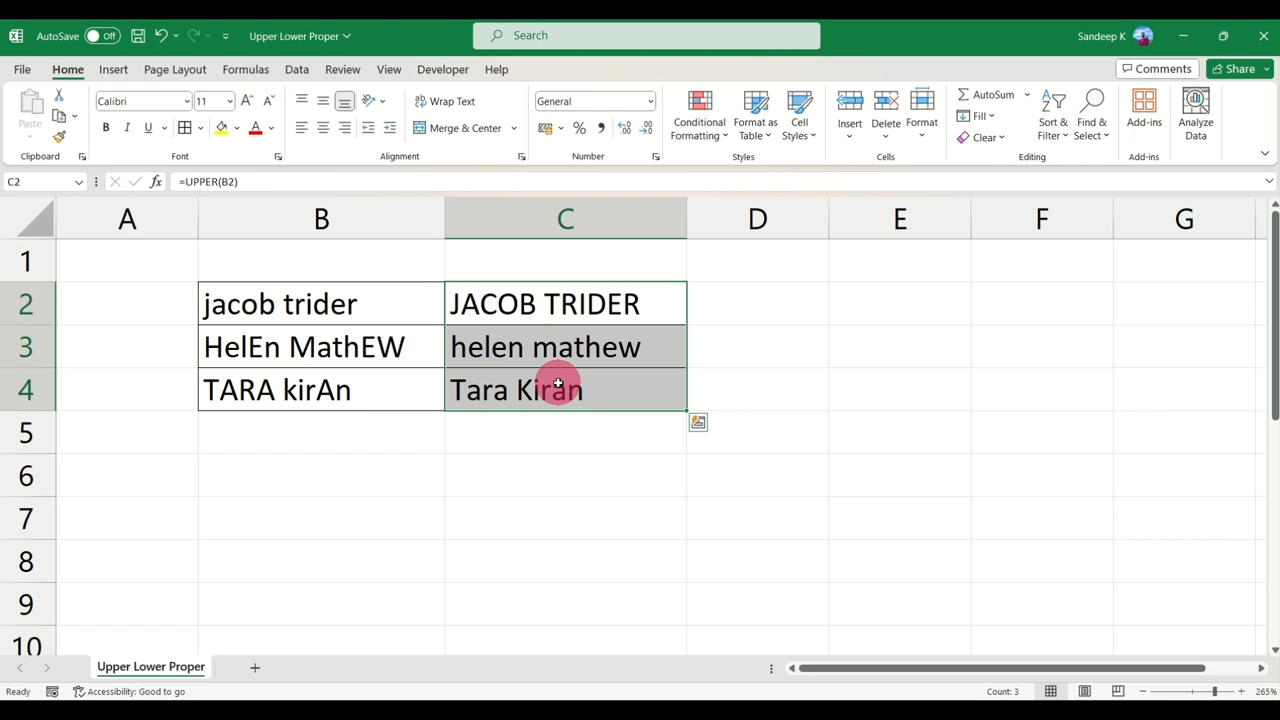 AutoSave Off Upper Lower Proper Search Sandeep K
File Home Insert Page Layout Formulas Data Review View Developer Help Comments Share
Paste Calibri 11 Wrap Text General Conditional Formatting Format as Table Cell Styles Insert Delete Format AutoSum Fill Clear Sort & Filter Find & Select Add-ins Analyze Data
B I U A Merge & Center % 9
Clipboard Font Alignment Number Styles Cells Editing Add-ins
C2 fx =UPPER(B2)
A B C D E F G
1
2 jacob trider JACOB TRIDER
3 HelEn MathEW helen mathew
4 TARA kirAn Tara Kiran
5
6
7
8
9
10
Upper Lower Proper
Ready Accessibility: Good to go Count: 3 265%